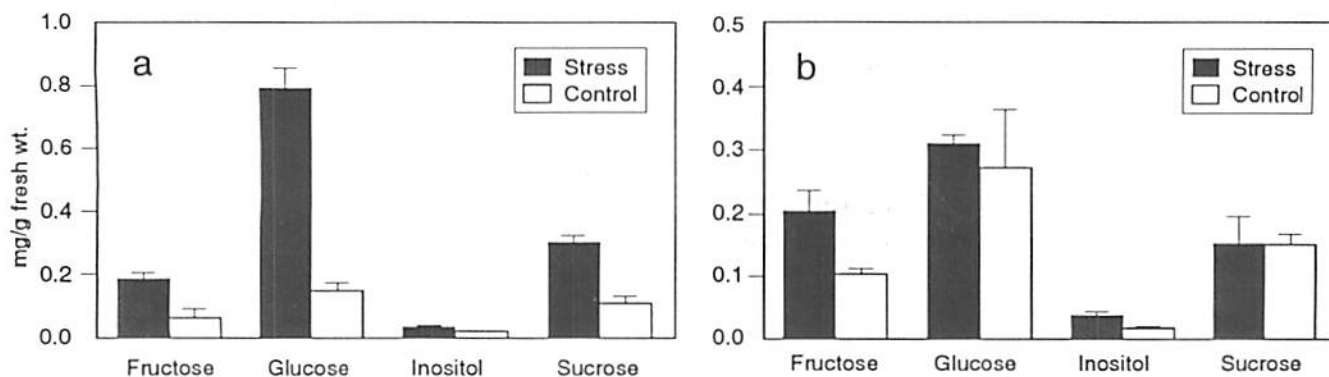 mg/g fresh wt.
1.0
0.8
0.6
0.4
0.2
0.0
a
Stress
Control
Fructose Glucose Inositol Sucrose
0.5
0.4
0.3
0.2
0.1
0.0
b
Stress
Control
Fructose Glucose Inositol Sucrose